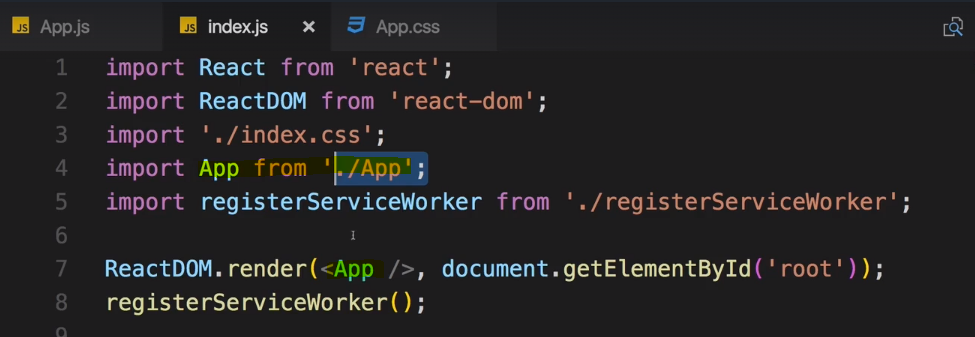 JS App.js JS index.js × 3 App.css
1 import React from 'react';
2 import ReactDOM from 'react-dom';
3 import './index.css';
4 import App from './App';
5 import registerServiceWorker from './registerServiceWorker';
6
7 ReactDOM.render(<App />, document.getElementById('root'));
8 registerServiceWorker();
9